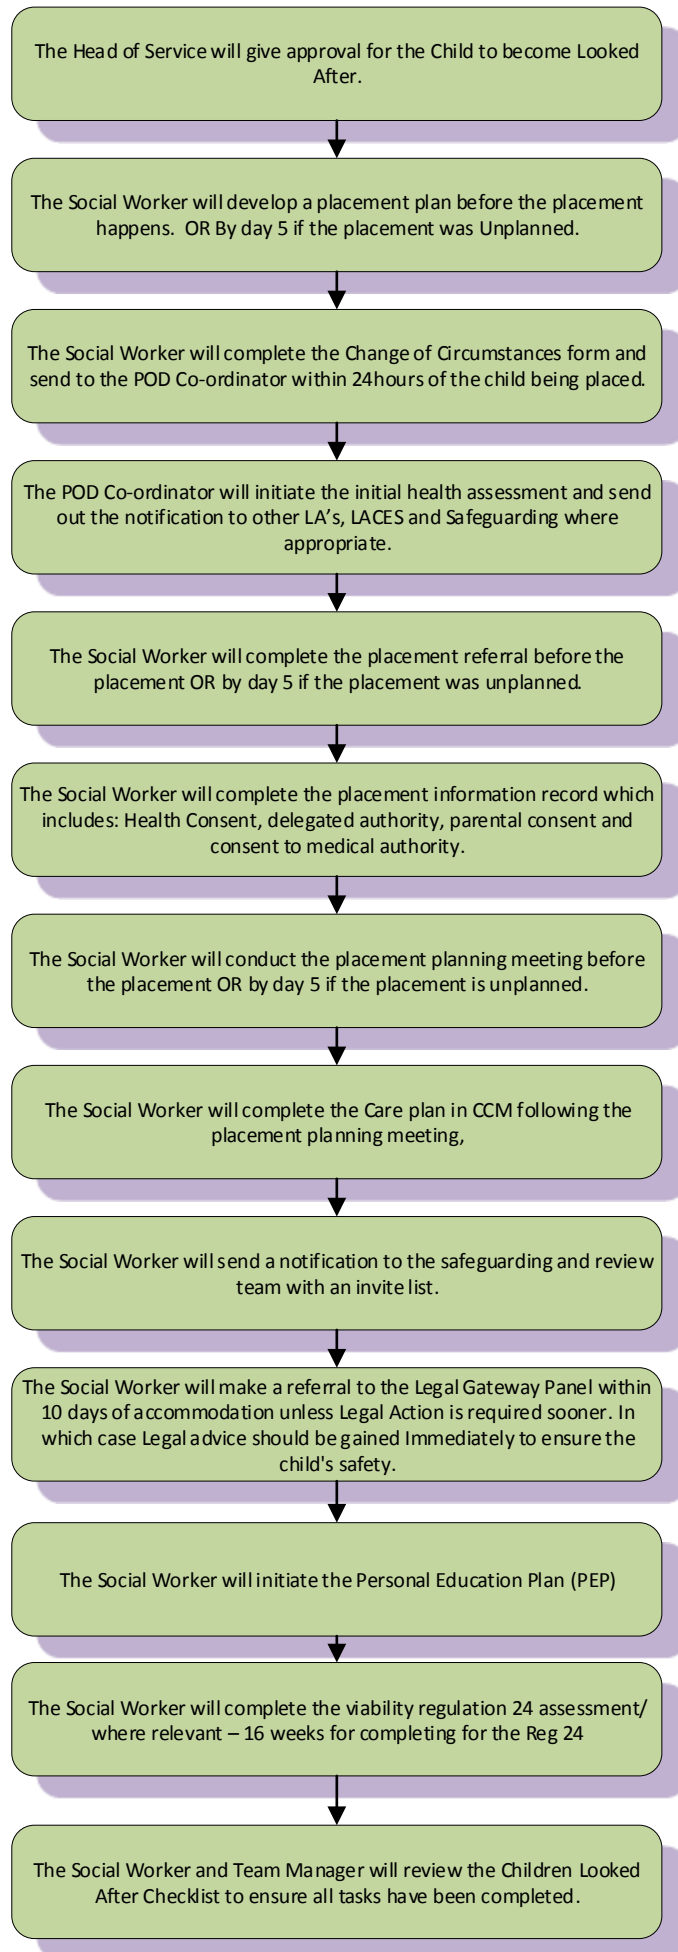 The Head of Service will give approval for the Child to become Looked
After.
The Social Worker will develop a placement plan before the placement
happens.  OR By day 5 if the placement was Unplanned.
The Social Worker will complete the Change of Circumstances form and
send to the POD Co-ordinator within 24hours of the child being placed.
The POD Co-ordinator will initiate the initial health assessment and send
out the notification to other LA’s, LACES and Safeguarding where
appropriate.
The Social Worker will complete the placement referral before the
placement OR by day 5 if the placement was unplanned.
The Social Worker will complete the placement information record which
includes: Health Consent, delegated authority, parental consent and
consent to medical authority.
The Social Worker will conduct the placement planning meeting before
the placement OR by day 5 if the placement is unplanned.
The Social Worker will complete the Care plan in CCM following the
placement planning meeting,
The Social Worker will send a notification to the safeguarding and review
team with an invite list.
The Social Worker will make a referral to the Legal Gateway Panel within
10 days of accommodation unless Legal Action is required sooner. In
which case Legal advice should be gained Immediately to ensure the
child's safety.
The Social Worker will initiate the Personal Education Plan (PEP)
The Social Worker will complete the viability regulation 24 assessment/
where relevant – 16 weeks for completing for the Reg 24
The Social Worker and Team Manager will review the Children Looked
After Checklist to ensure all tasks have been completed.